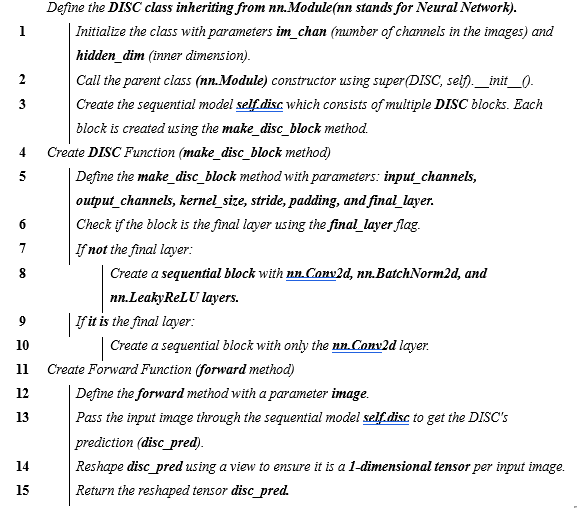 Define the DISC class inheriting from nn.Module(nn stands for Neural Network).
1 Initialize the class with parameters im_chan (number of channels in the images) and
hidden_dim (inner dimension).
2 Call the parent class (nn.Module) constructor using super(DISC, self).__init__().
3 Create the sequential model self.disc which consists of multiple DISC blocks. Each
block is created using the make_disc_block method.
4 Create DISC Function (make_disc_block method)
5 Define the make_disc_block method with parameters: input_channels,
output_channels, kernel_size, stride, padding, and final_layer.
6 Check if the block is the final layer using the final_layer flag.
7 If not the final layer:
8 Create a sequential block with nn.Conv2d, nn.BatchNorm2d, and
nn.LeakyReLU layers.
9 If it is the final layer:
10 Create a sequential block with only the nn.Conv2d layer.
11 Create Forward Function (forward method)
12 Define the forward method with a parameter image.
13 Pass the input image through the sequential model self.disc to get the DISC's
prediction (disc_pred).
14 Reshape disc_pred using a view to ensure it is a 1-dimensional tensor per input image.
15 Return the reshaped tensor disc_pred.